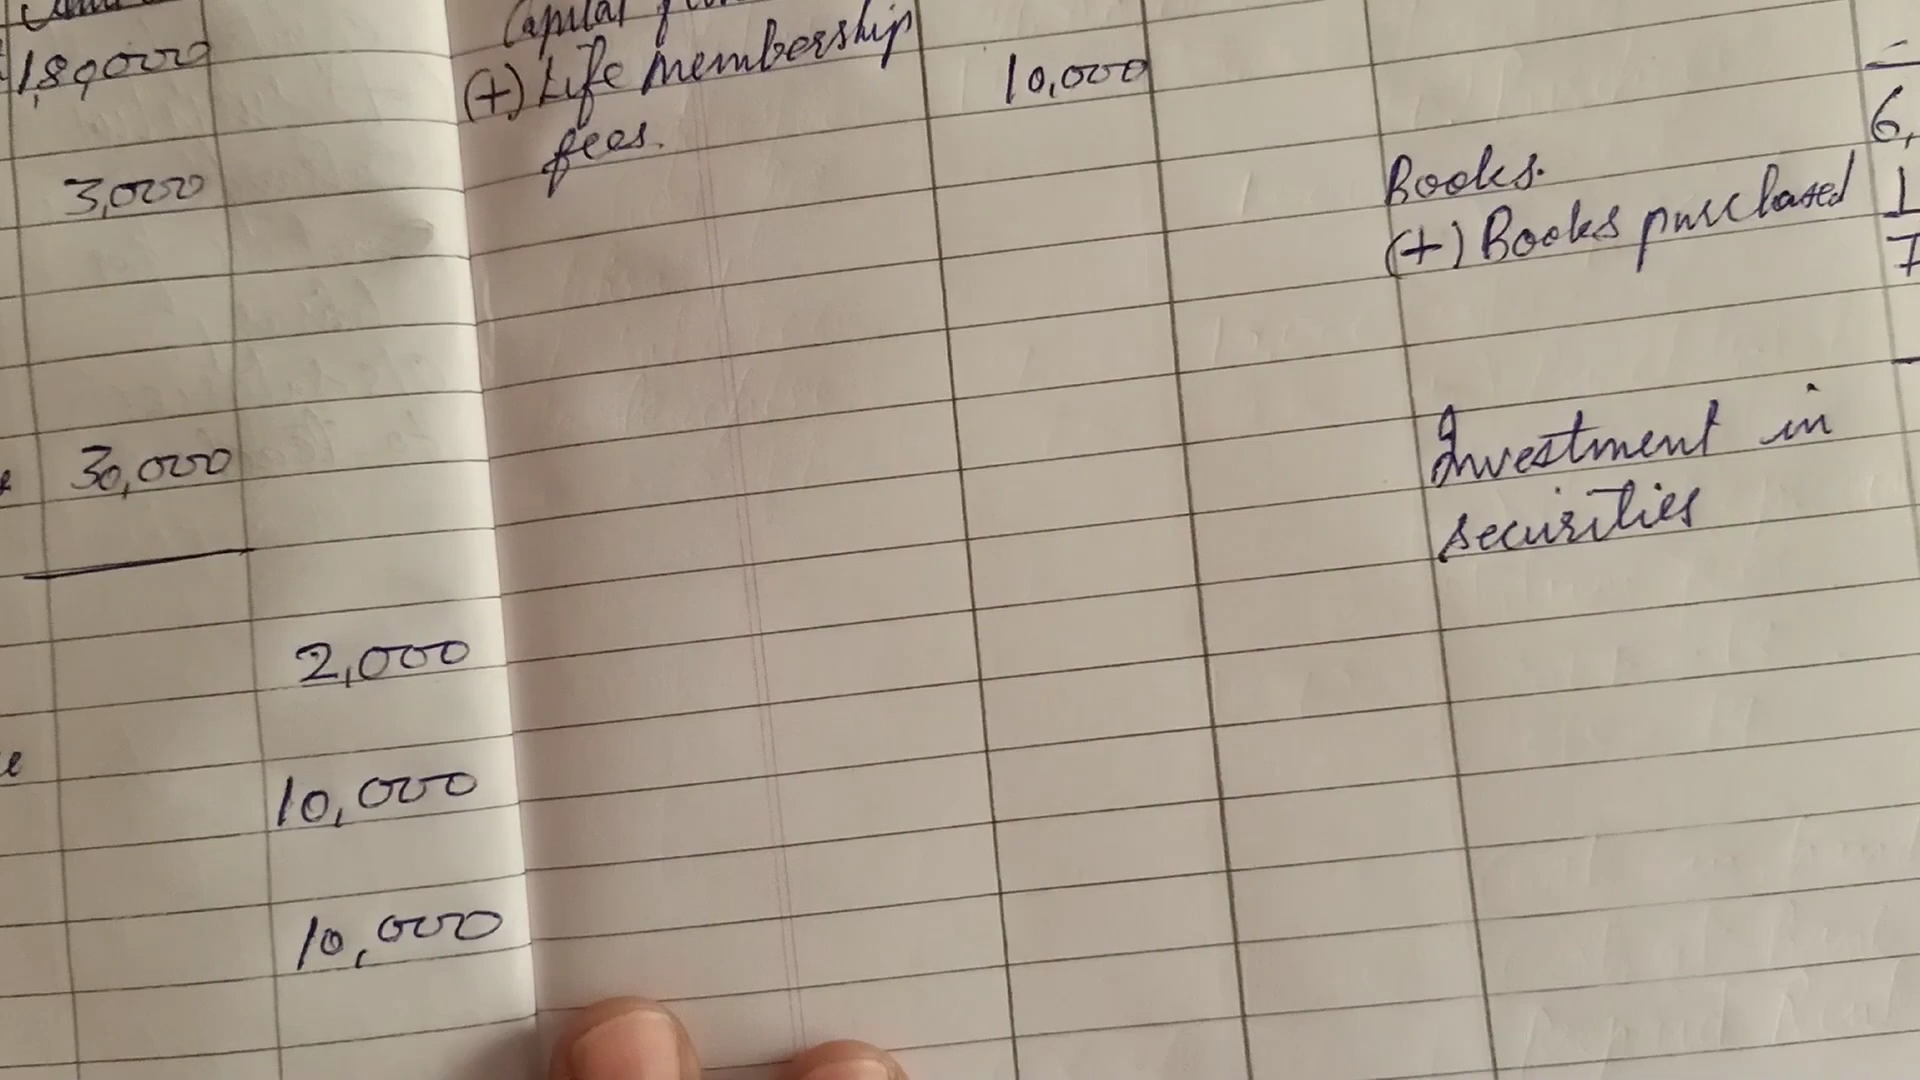 1,89000
3,000
30,000
2,000
10,000
10,000
Capital
(+) Life membership 10,000
fees.
Books.
(+) Books purchased
Investment in
securities